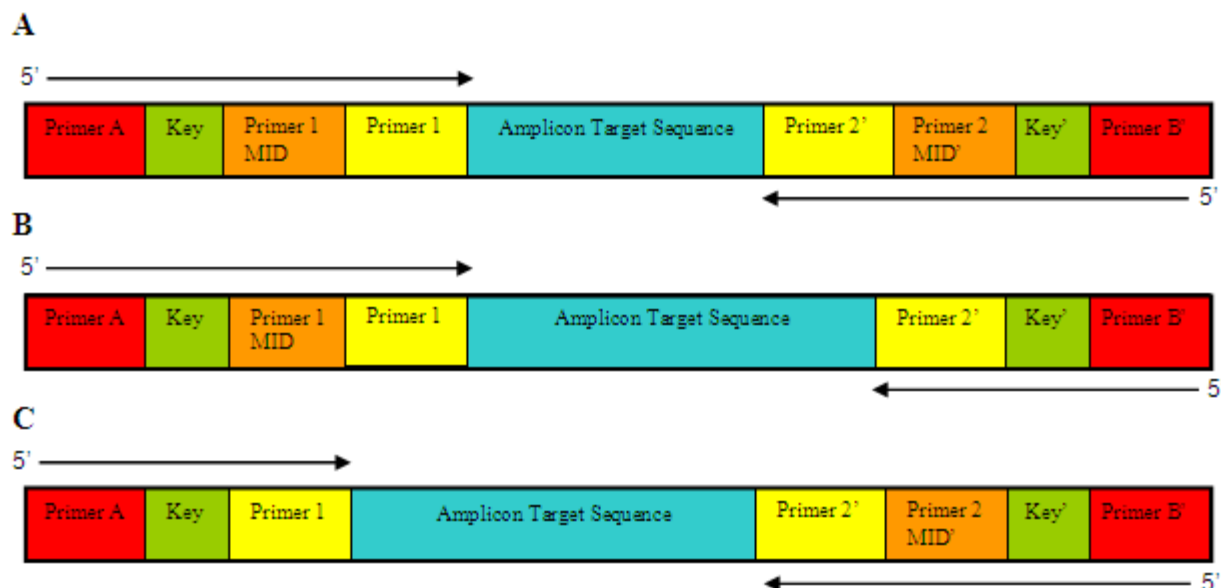 A
5’
Primer A Key Primer 1 Primer 1 Amplicon Target Sequence Primer 2’ Primer 2 Key’ Primer B’
MID MID’
5’
B
5’
Primer A Key Primer 1 Primer 1 Amplicon Target Sequence Primer 2’ Key’ Primer B’
MID
5
C
5’
Primer A Key Primer 1 Amplicon Target Sequence Primer 2’ Primer 2 Key’ Primer B’
MID’
5’